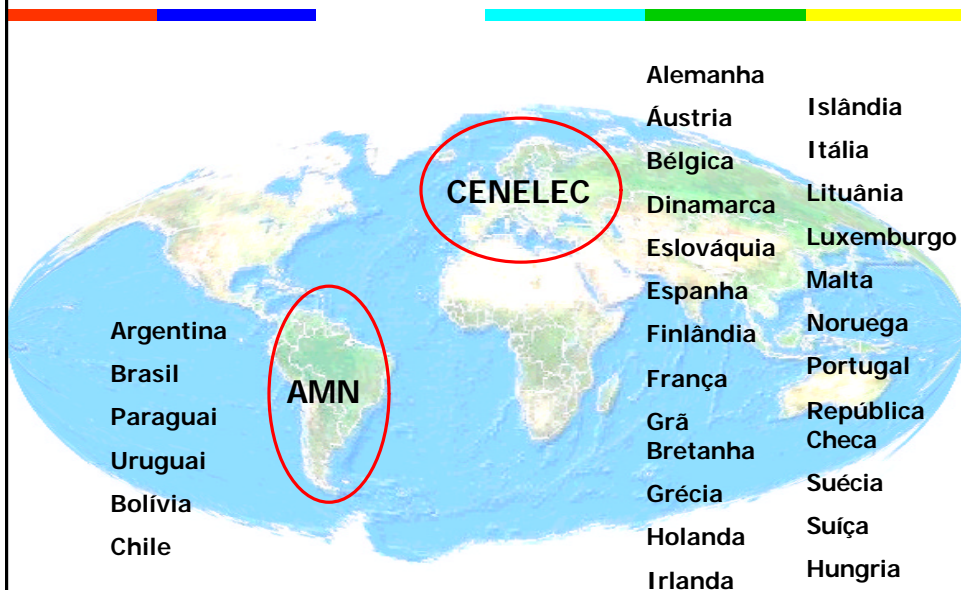 CENELEC
AMN
Argentina
Brasil
Paraguai
Uruguai
Bolívia
Chile
Alemanha
Áustria
Bélgica
Dinamarca
Eslováquia
Espanha
Finlândia
França
Grã
Bretanha
Grécia
Holanda
Irlanda
Islândia
Itália
Lituânia
Luxemburgo
Malta
Noruega
Portugal
República
Checa
Suécia
Suíça
Hungria